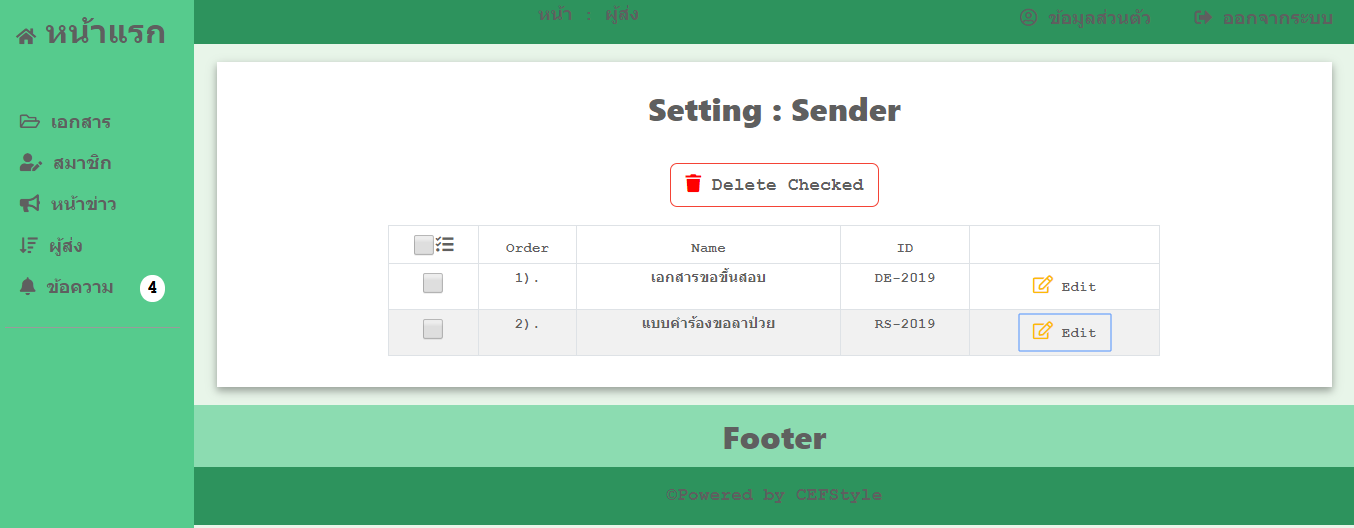 หน้าแรก
หน้า : ผู้ส่ง
ข้อมูลส่วนตัว
ออกจากระบบ
เอกสาร
สมาชิก
หน้าข่าว
ผู้ส่ง
ข้อความ 4
Setting : Sender
Delete Checked
Order Name ID
1). เอกสารขอขึ้นสอบ DE-2019 Edit
2). แบบคำร้องขอลาป่วย RS-2019 Edit
Footer
©Powered by CEFStyle